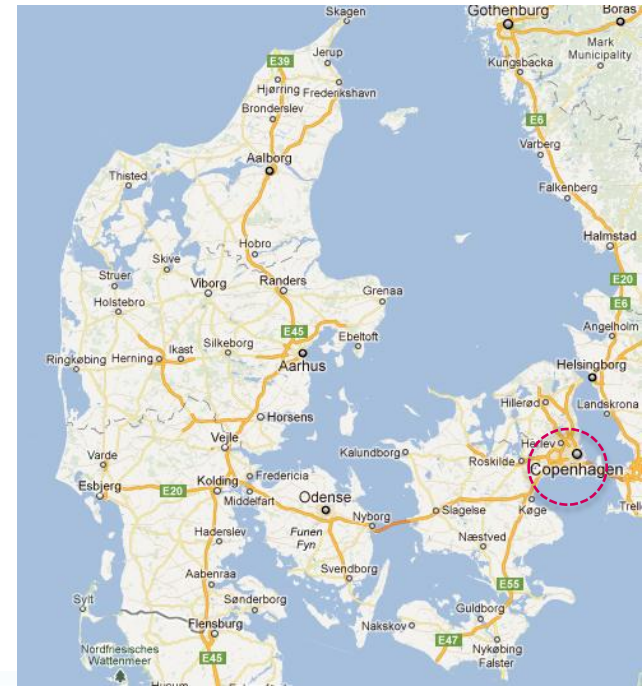 Skagen
Gothenburg
Borås
Mark
Municipality
Kungsbacka
Jerup
E39
Hjørring
Frederikshavn
Bronderslev
E6
Varberg
Aalborg
Thisted
Falkenberg
Hobro
Halmstad
Skive
Struer
Viborg
Randers
Grenaa
E20
Holstebro
E6
Angelholm
E45
Ebeltoft
Silkeborg
Ikast
Herning
Ringkøbing
Aarhus
Helsingborg
Hillerød
Landskrona
Horsens
Vejle
Herlev
Kalundborg
Roskilde
Copenhagen
Varde
Esbjerg
E20
Kolding
Fredericia
Middelfart
Odense
Nyborg
Slagelse
Køge
Trelle
Funen
Fyn
Haderslev
Næstved
Aabenraa
Svendborg
E55
Sylt
Sønderborg
Guldborg
Flensburg
Nakskov
E47
Nykøbing
Falster
Nordfriesisches
Wattenmeer
E45
Husum